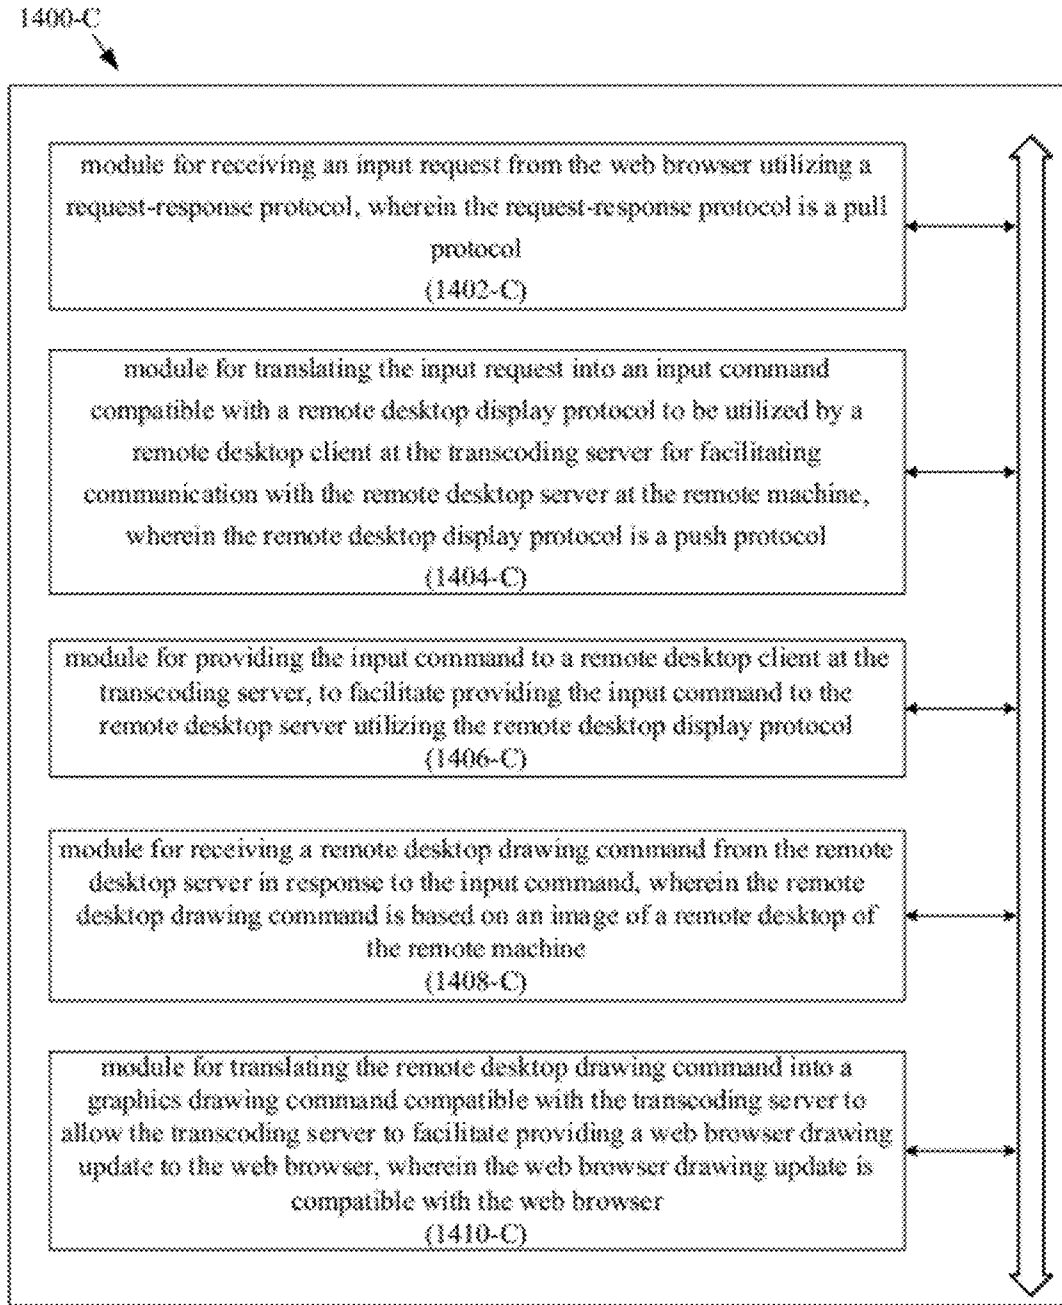 1400-C
module for receiving an input request from the web browser utilizing a
request-response protocol, wherein the request-response protocol is a pull
protocol
(1402-C)
module for translating the input request into an input command
compatible with a remote desktop display protocol to be utilized by a
remote desktop client at the transcoding server for facilitating
communication with the remote desktop server at the remote machine,
wherein the remote desktop display protocol is a push protocol
(1404-C)
module for providing the input command to a remote desktop client at the
transcoding server, to facilitate providing the input command to the
remote desktop server utilizing the remote desktop display protocol
(1406-C)
module for receiving a remote desktop drawing command from the remote
desktop server in response to the input command, wherein the remote
desktop drawing command is based on an image of a remote desktop of
the remote machine
(1408-C)
module for translating the remote desktop drawing command into a
graphics drawing command compatible with the transcoding server to
allow the transcoding server to facilitate providing a web browser drawing
update to the web browser, wherein the web browser drawing update is
compatible with the web browser
(1410-C)